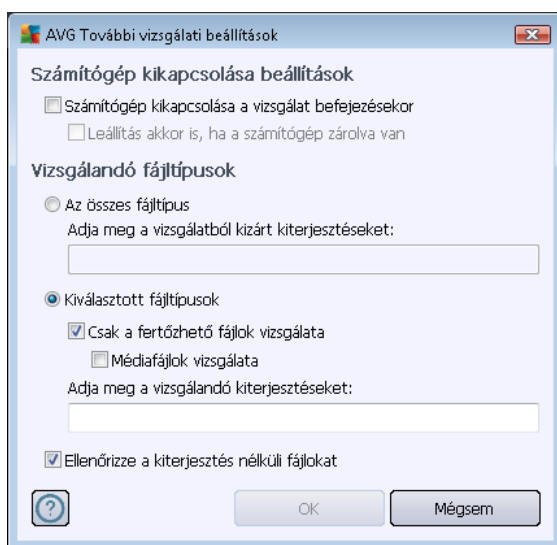 AVG További vizsgálati beállítások
Számítógép kikapcsolása beállítások
Számítógép kikapcsolása a vizsgálat befejezésekor
Leállítás akkor is, ha a számítógép zárolva van
Vizsgálandó fájltípusok
Az összes fájltípus
Adja meg a vizsgálatból kizárt kiterjesztéseket:
Kiválasztott fájltípusok
Csak a fertőzhető fájlok vizsgálata
Médiafájlok vizsgálata
Adja meg a vizsgálandó kiterjesztéseket:
Ellenőrizze a kiterjesztés nélküli fájlokat
? OK Mégsem